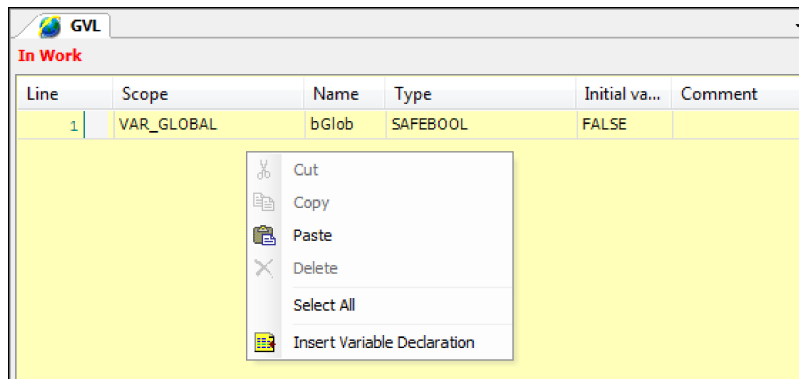 GVL
In Work
Line Scope Name Type Initial va... Comment
1 VAR_GLOBAL bGlob SAFEBOOL FALSE
Cut
Copy
Paste
Delete
Select All
Insert Variable Declaration